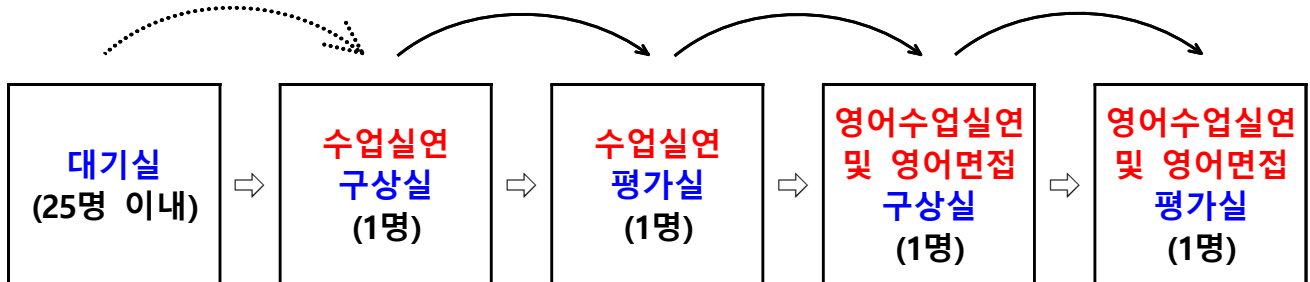 대기실
(25명 이내)
수업실연
구상실
(1명)
수업실연
평가실
(1명)
영어수업실연
및 영어면접
구상실
(1명)
영어수업실연
및 영어면접
평가실
(1명)